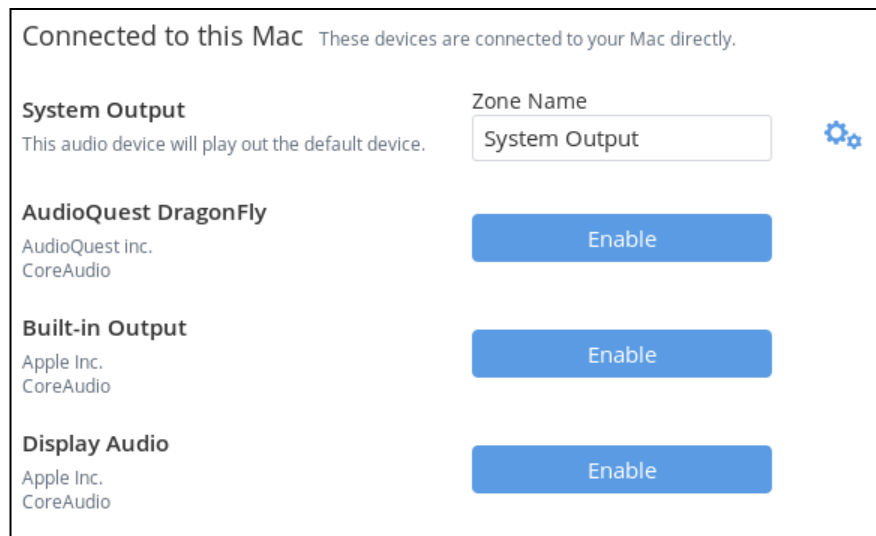 Connected to this Mac These devices are connected to your Mac directly.
System Output
This audio device will play out the default device.
Zone Name
System Output
AudioQuest DragonFly
AudioQuest inc.
CoreAudio
Enable
Built-in Output
Apple Inc.
CoreAudio
Enable
Display Audio
Apple Inc.
CoreAudio
Enable